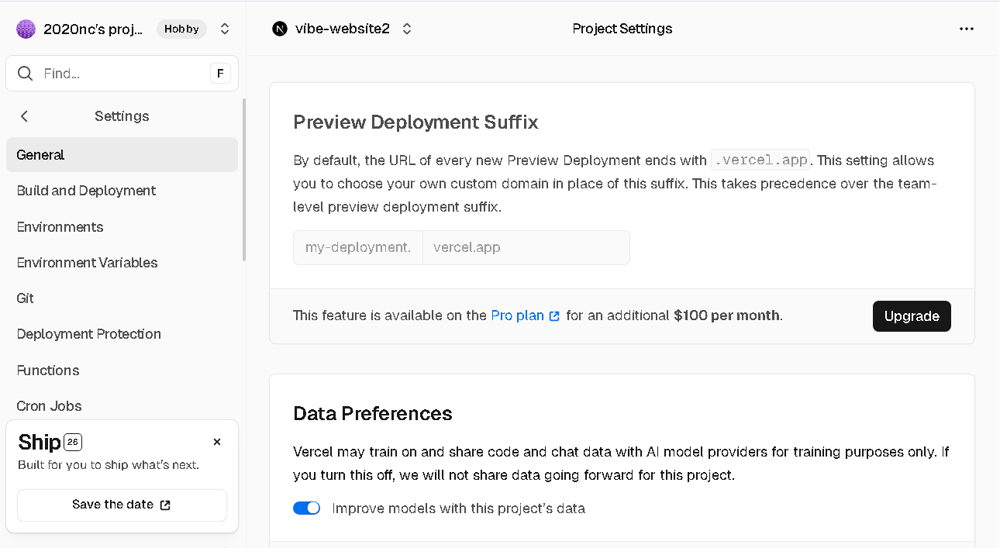 2020nc's proj...
Hobby
vibe-website2
Project Settings
Find...
F
Settings
General
Build and Deployment
Environments
Environment Variables
Git
Deployment Protection
Functions
Cron Jobs
Ship 26
Built for you to ship what's next.
Save the date
Preview Deployment Suffix
By default, the URL of every new Preview Deployment ends with .vercel.app. This setting allows
you to choose your own custom domain in place of this suffix. This takes precedence over the team-
level preview deployment suffix.
my-deployment. vercel.app
This feature is available on the Pro plan for an additional $100 per month.
Upgrade
Data Preferences
Vercel may train on and share code and chat data with AI model providers for training purposes only. If
you turn this off, we will not share data going forward for this project.
Improve models with this project's data